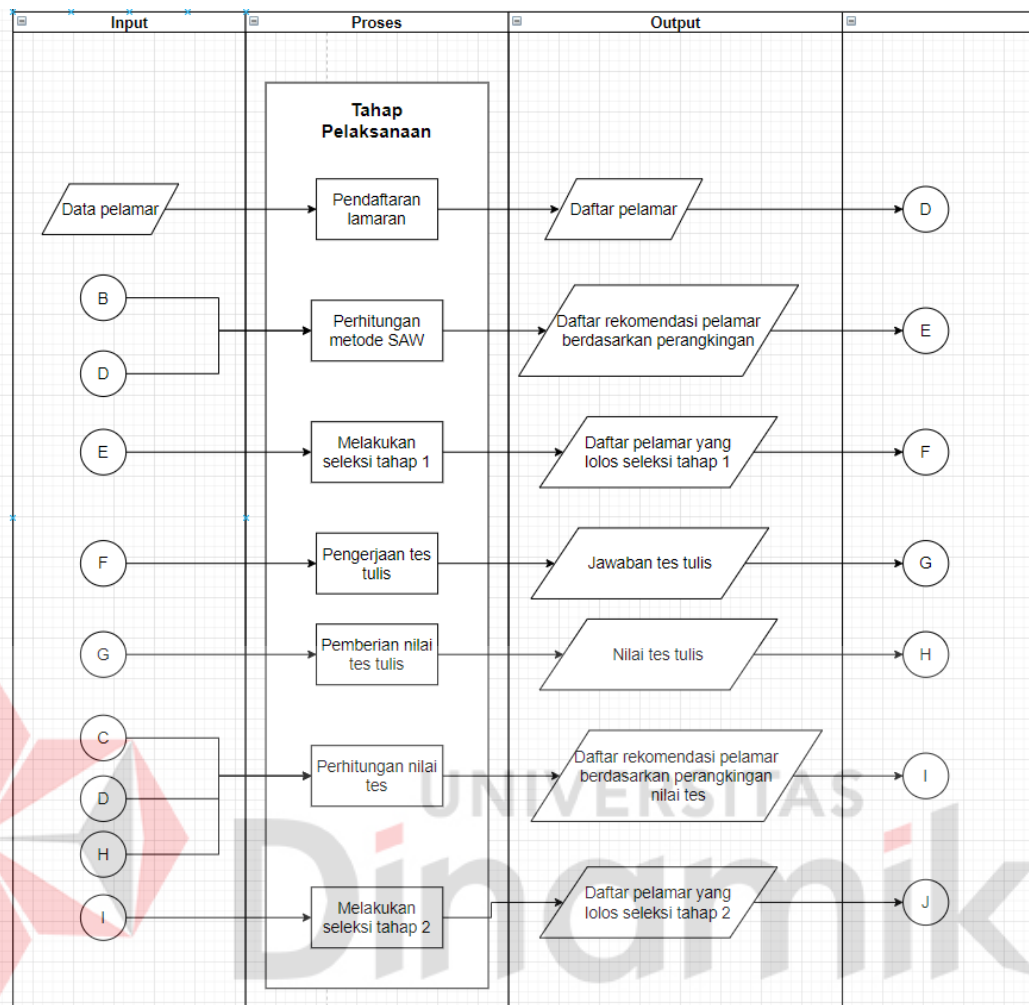 Input
Proses
Output
Tahap
Pelaksanaan
Data pelamar
Pendaftaran
lamaran
Daftar pelamar
D
B
D
Perhitungan
metode SAW
Daftar rekomendasi pelamar
berdasarkan perangkingan
E
E
Melakukan
seleksi tahap 1
Daftar pelamar yang
lolos seleksi tahap 1
F
F
Pengerjaan tes
tulis
Jawaban tes tulis
G
G
Pemberian nilai
tes tulis
Nilai tes tulis
H
C
D
H
Perhitungan nilai
tes
Daftar rekomendasi pelamar
berdasarkan perangkingan
nilai tes
I
I
Melakukan
seleksi tahap 2
Daftar pelamar yang
lolos seleksi tahap 2
J
UNIVERSITAS
Dinamik